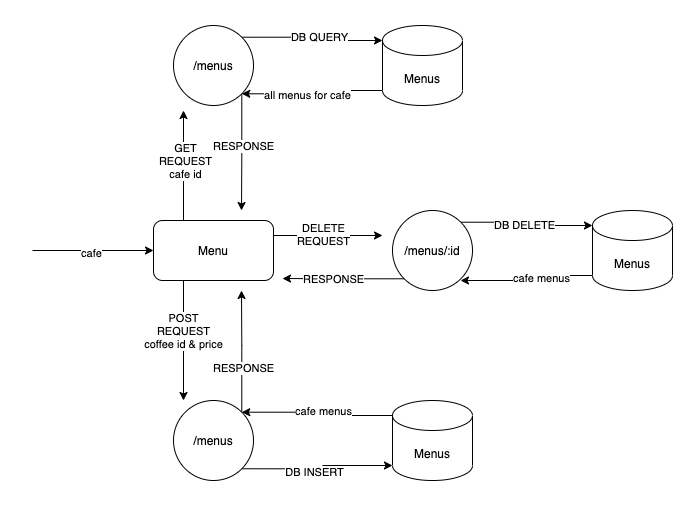 DB QUERY
/menus
Menus
all menus for cafe
GET
REQUEST
cafe id
RESPONSE
DELETE
REQUEST
DB DELETE
cafe
Menu
/menus/:id
Menus
RESPONSE
cafe menus
POST
REQUEST
coffee id & price
RESPONSE
cafe menus
/menus
Menus
DB INSERT